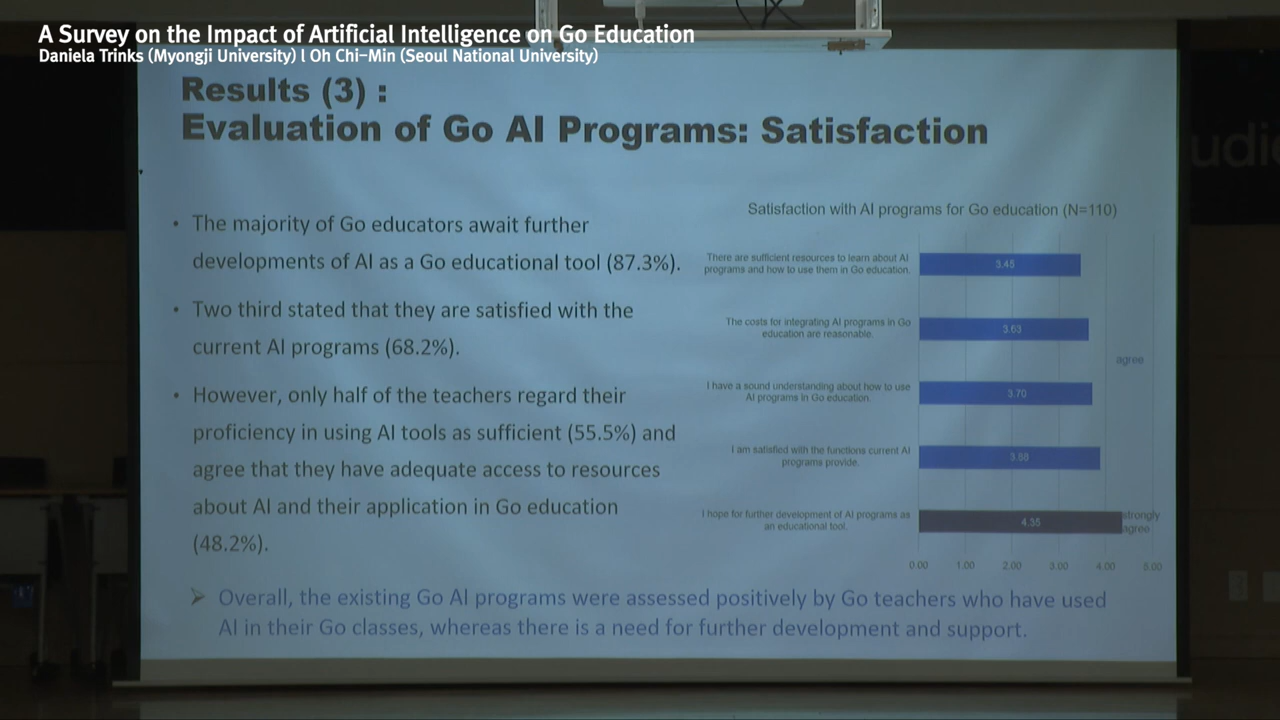 A Survey on the Impact of Artificial Intelligence on Go Education
Daniela Trinks (Myongji University) l Oh Chi-Min (Seoul National University)
Results (3) :
Evaluation of Go AI Programs: Satisfaction
• The majority of Go educators await further
developments of AI as a Go educational tool (87.3%).
• Two third stated that they are satisfied with the
current AI programs (68.2%).
• However, only half of the teachers regard their
proficiency in using AI tools as sufficient (55.5%) and
agree that they have adequate access to resources
about AI and their application in Go education
(48.2%).
Satisfaction with AI programs for Go education (N=110)
There are sufficient resources to learn about AI
programs and how to use them in Go education.
3.45
The costs for integrating AI programs in Go
education are reasonable.
3.63
agree
I have a sound understanding about how to use
AI programs in Go education.
3.70
I am satisfied with the functions current AI
programs provide.
3.88
I hope for further development of AI programs as
an educational tool.
4.35
strongly
agree
0.00 1.00 2.00 3.00 4.00 5.00
➢ Overall, the existing Go AI programs were assessed positively by Go teachers who have used
AI in their Go classes, whereas there is a need for further development and support.